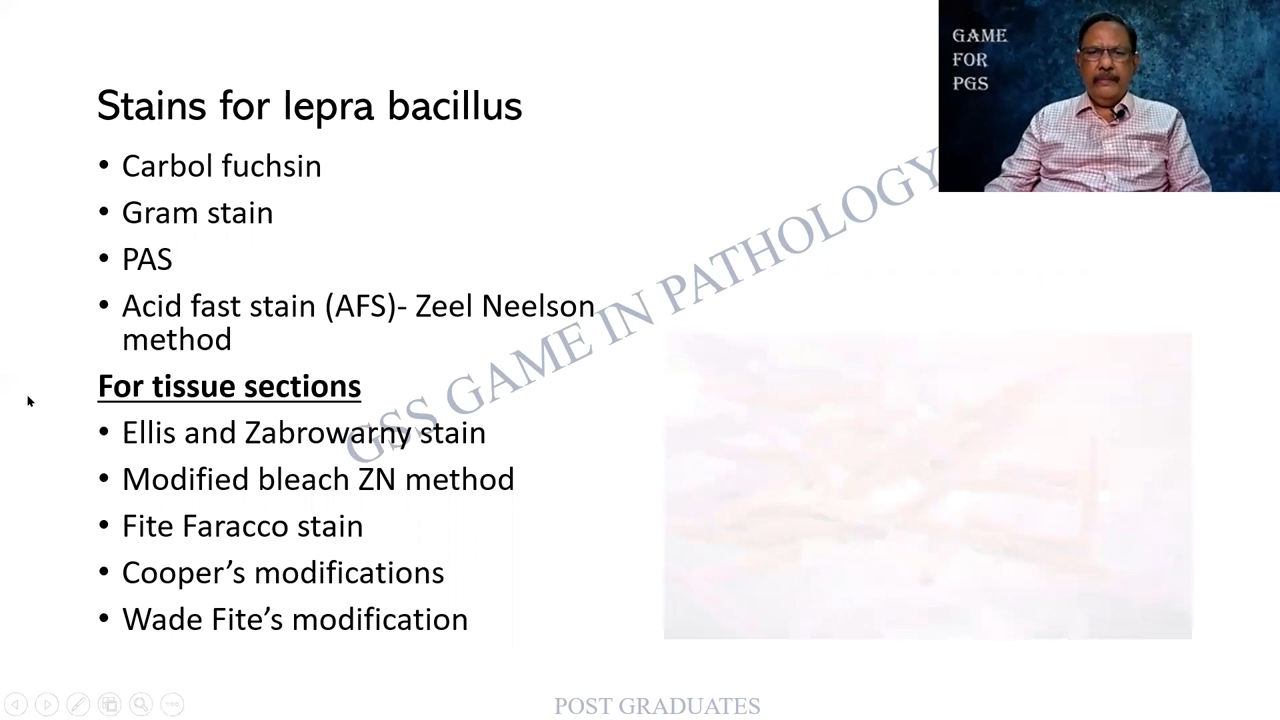 GAME
FOR
PGS
Stains for lepra bacillus
• Carbol fuchsin
• Gram stain
• PAS
• Acid fast stain (AFS)- Zeel Neelson
method
For tissue sections
• Ellis and Zabrowarny stain
• Modified bleach ZN method
• Fite Faracco stain
• Cooper’s modifications
• Wade Fite’s modification
GSS GAME IN PATHOLOGY
POST GRADUATES